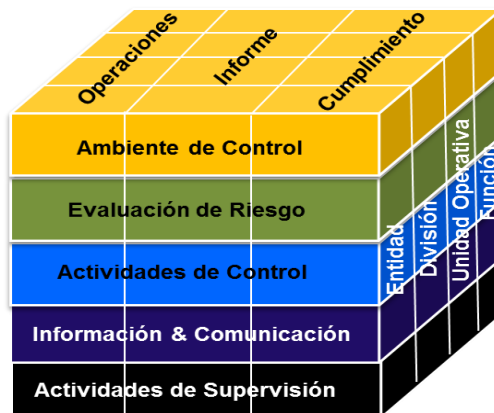 Operaciones
Informe
Cumplimiento
Ambiente de Control
Evaluación de Riesgo
Actividades de Control
Información & Comunicación
Actividades de Supervisión
Entidad
División
Unidad Operativa
Función